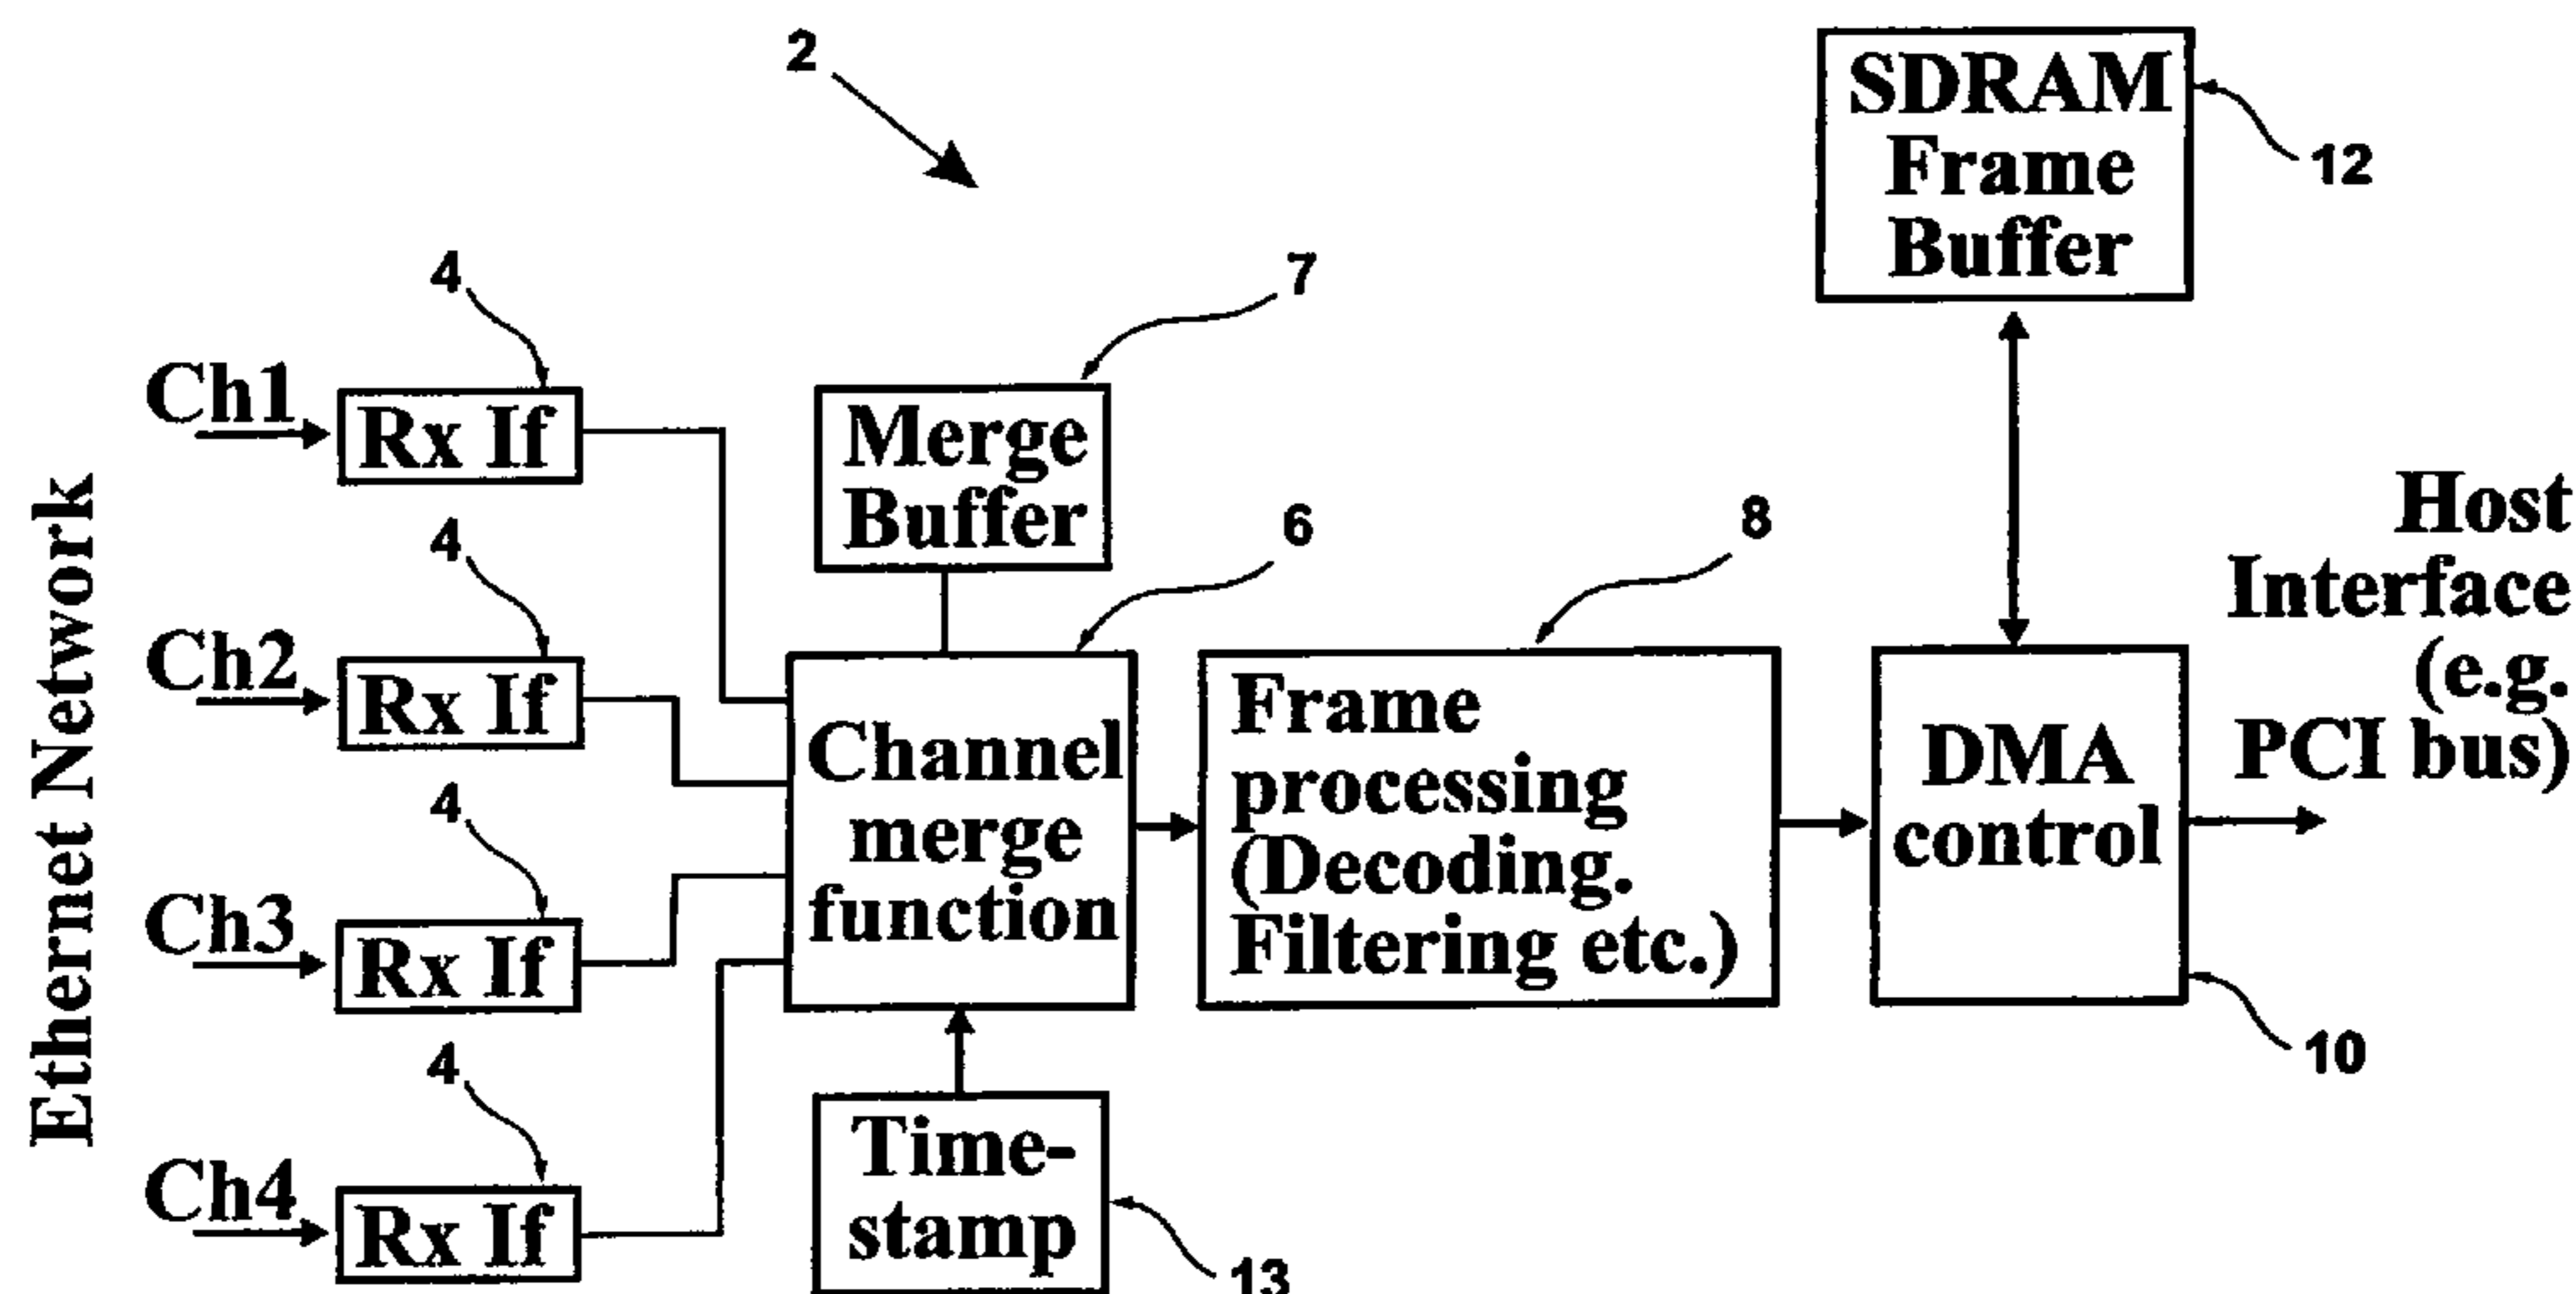 2
SDRAM
Frame
Buffer
12
4
7
Ch1
Rx If
Merge
Buffer
Ethernet Network
4
6
8
Host
Interface
(e.g.
PCI bus)
Ch2
Rx If
Channel
merge
function
Frame
processing
(Decoding.
Filtering etc.)
DMA
control
4
Ch3
Rx If
10
4
Ch4
Rx If
Time-
stamp
13